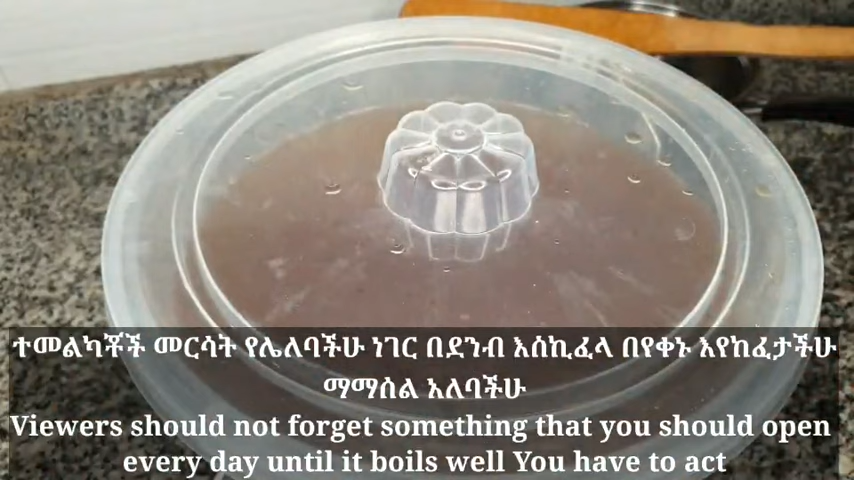 ተመልካቾች መርሳት የሌለባችሁ ነገር በደንብ እስኪፈላ በየቀኑ እየከፈታችሁ
ማማሰል አለባችሁ
Viewers should not forget something that you should open
every day until it boils well You have to act